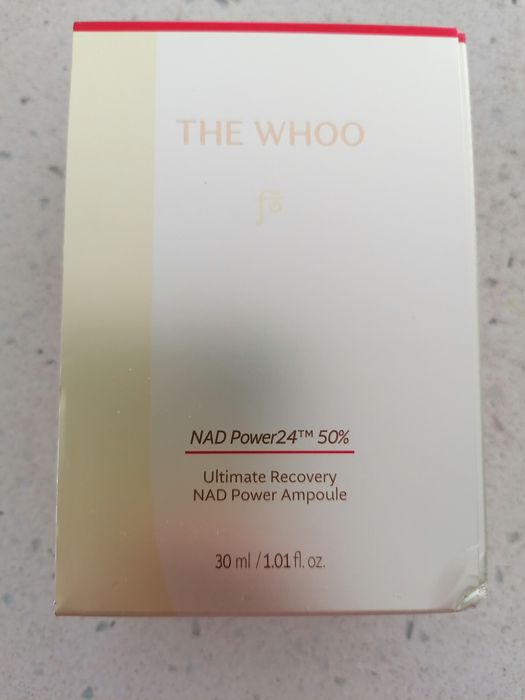 THE WHOO
NAD Power24™ 50%
Ultimate Recovery
NAD Power Ampoule
30 ml / 1.01 fl. oz.